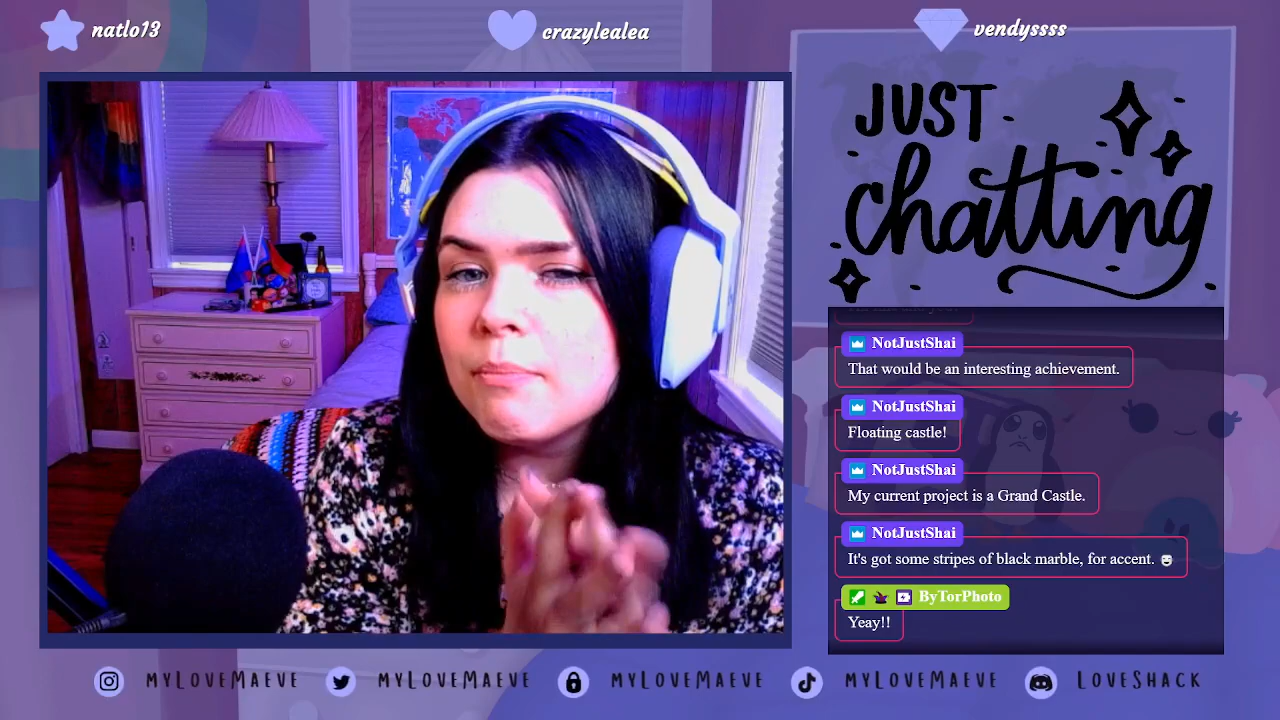 natlo13
crazylealea
vendyssss
JUST
chatting
NotJustShai
That would be an interesting achievement.
NotJustShai
Floating castle!
NotJustShai
My current project is a Grand Castle.
NotJustShai
It's got some stripes of black marble, for accent.
ByTorPhoto
Yeay!!
MYLOVEMAEVE
MYLOVEMAEVE
MYLOVEMAEVE
MYLOVEMAEVE
LOVESHACK